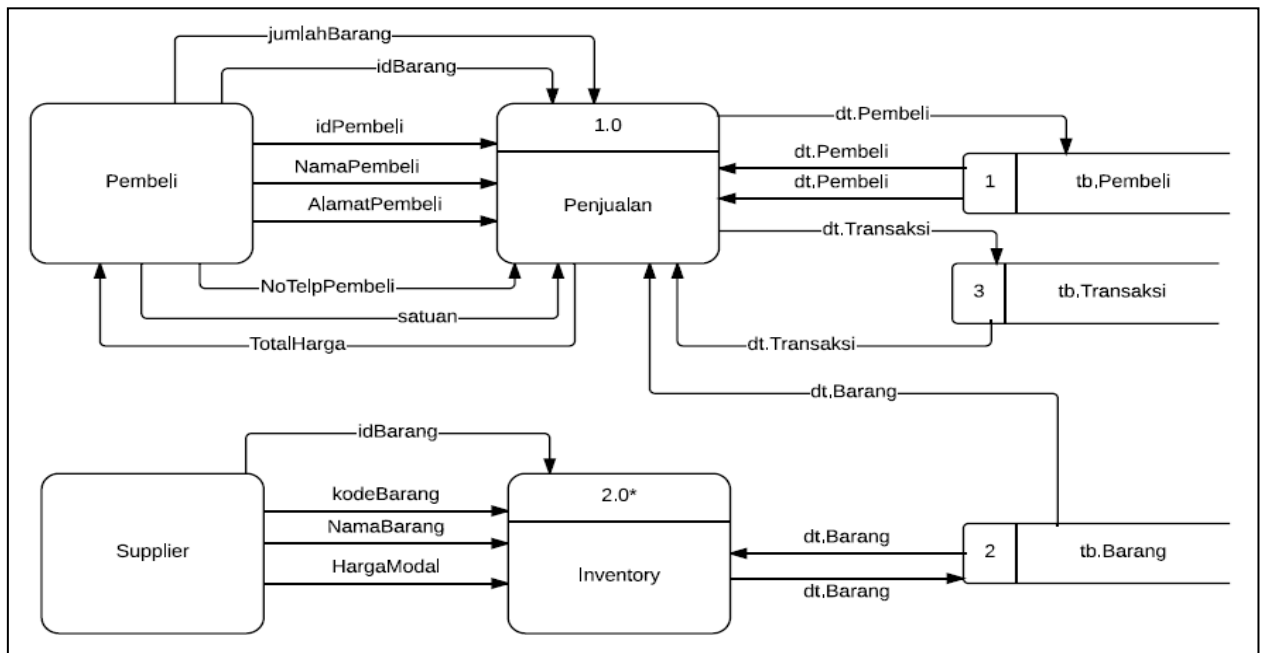 jumlahBarang
idBarang
Pembeli
idPembeli
NamaPembeli
AlamatPembeli
NoTelpPembeli
satuan
TotalHarga
1.0
Penjualan
dt.Pembeli
dt.Pembeli
dt.Pembeli
1
tb.Pembeli
dt.Transaksi
3
tb.Transaksi
dt.Transaksi
dt.Barang
idBarang
Supplier
kodeBarang
NamaBarang
HargaModal
2.0*
Inventory
dt.Barang
dt.Barang
2
tb.Barang